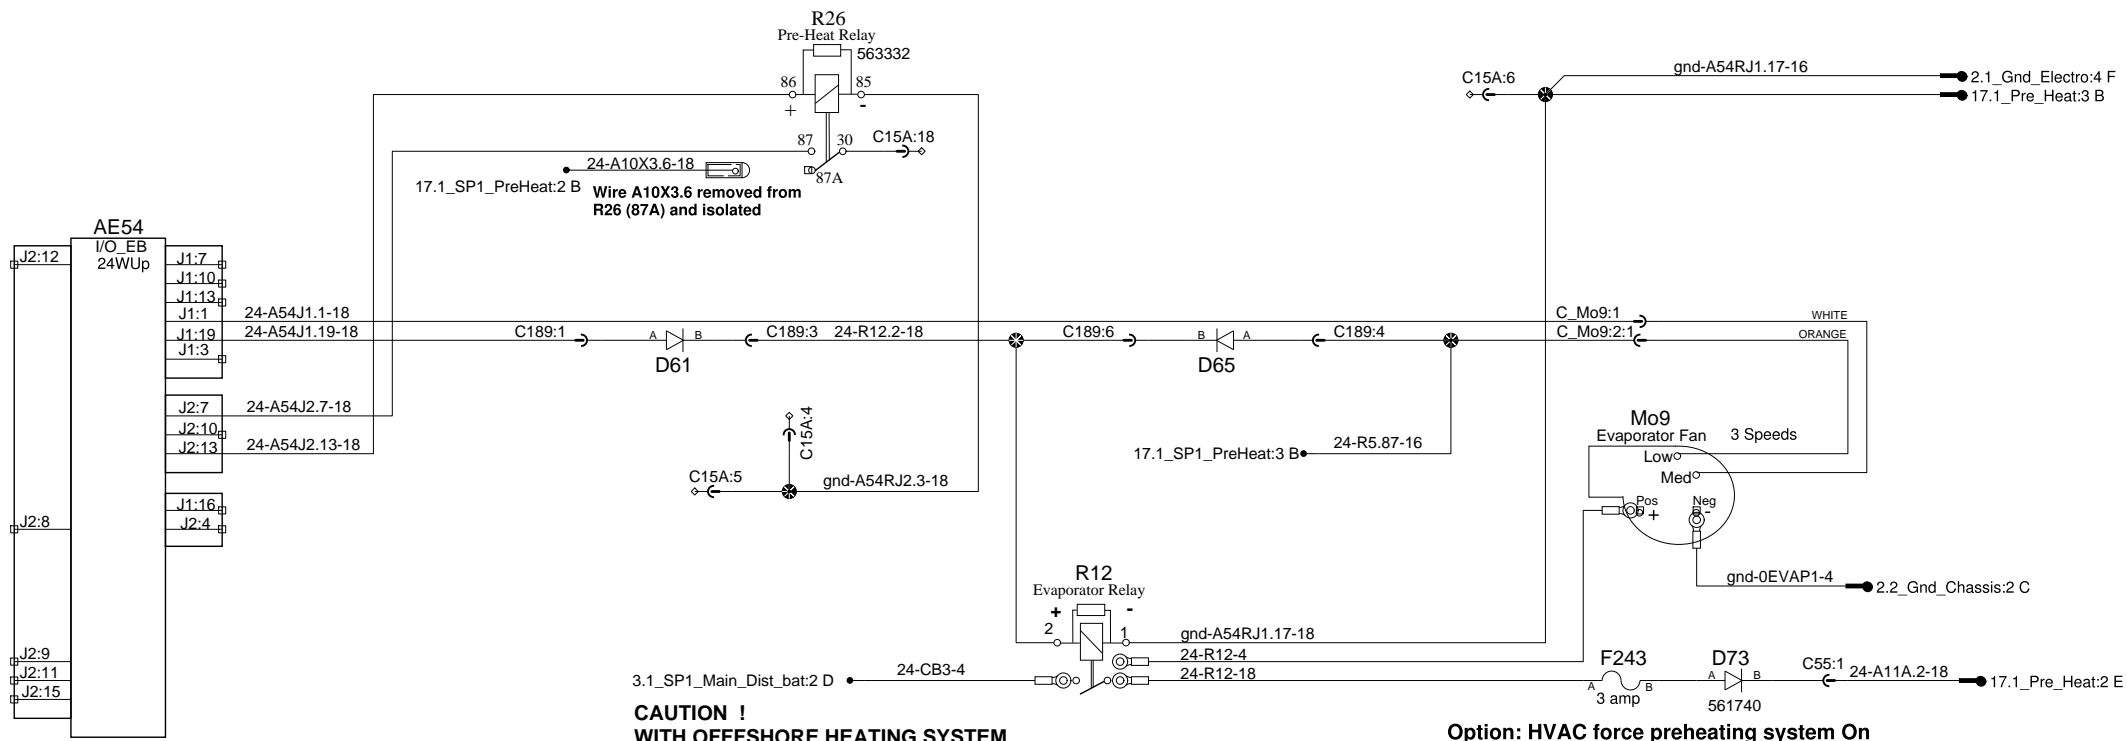 R26
Pre-Heat Relay
563332
86
85
+
-
87
30
C15A:18
87A
24-A10X3.6-18
17.1_SP1_PreHeat:2 B
Wire A10X3.6 removed from
R26 (87A) and isolated
C15A:6
gnd-A54RJ1.17-16
2.1_Gnd_Electro:4 F
17.1_Pre_Heat:3 B
AE54
I/O_EB
24WUp
J2:12
J1:7
J1:10
J1:13
J1:1
J1:19
J1:3
24-A54J1.1-18
24-A54J1.19-18
C189:1
A
B
D61
C189:3
24-R12.2-18
C189:6
B
A
D65
C189:4
C_Mo9:1
C_Mo9:2:1
WHITE
ORANGE
J2:7
J2:10
J2:13
24-A54J2.7-18
24-A54J2.13-18
C15A:4
C15A:5
gnd-A54RJ2.3-18
17.1_SP1_PreHeat:3 B
24-R5.87-16
Mo9
Evaporator Fan
3 Speeds
Low
Med
Pos
+
Neg
-
gnd-0EVAP1-4
2.2_Gnd_Chassis:2 C
J1:16
J2:4
J2:8
J2:9
J2:11
J2:15
R12
Evaporator Relay
+
-
2
1
gnd-A54RJ1.17-18
24-R12-4
24-R12-18
3.1_SP1_Main_Dist_bat:2 D
24-CB3-4
F243
A
B
3 amp
D73
A
B
561740
C55:1
24-A11A.2-18
17.1_Pre_Heat:2 E
CAUTION !
WITH OFFFSHORE HEATING SYSTEM
Option: HVAC force preheating system On